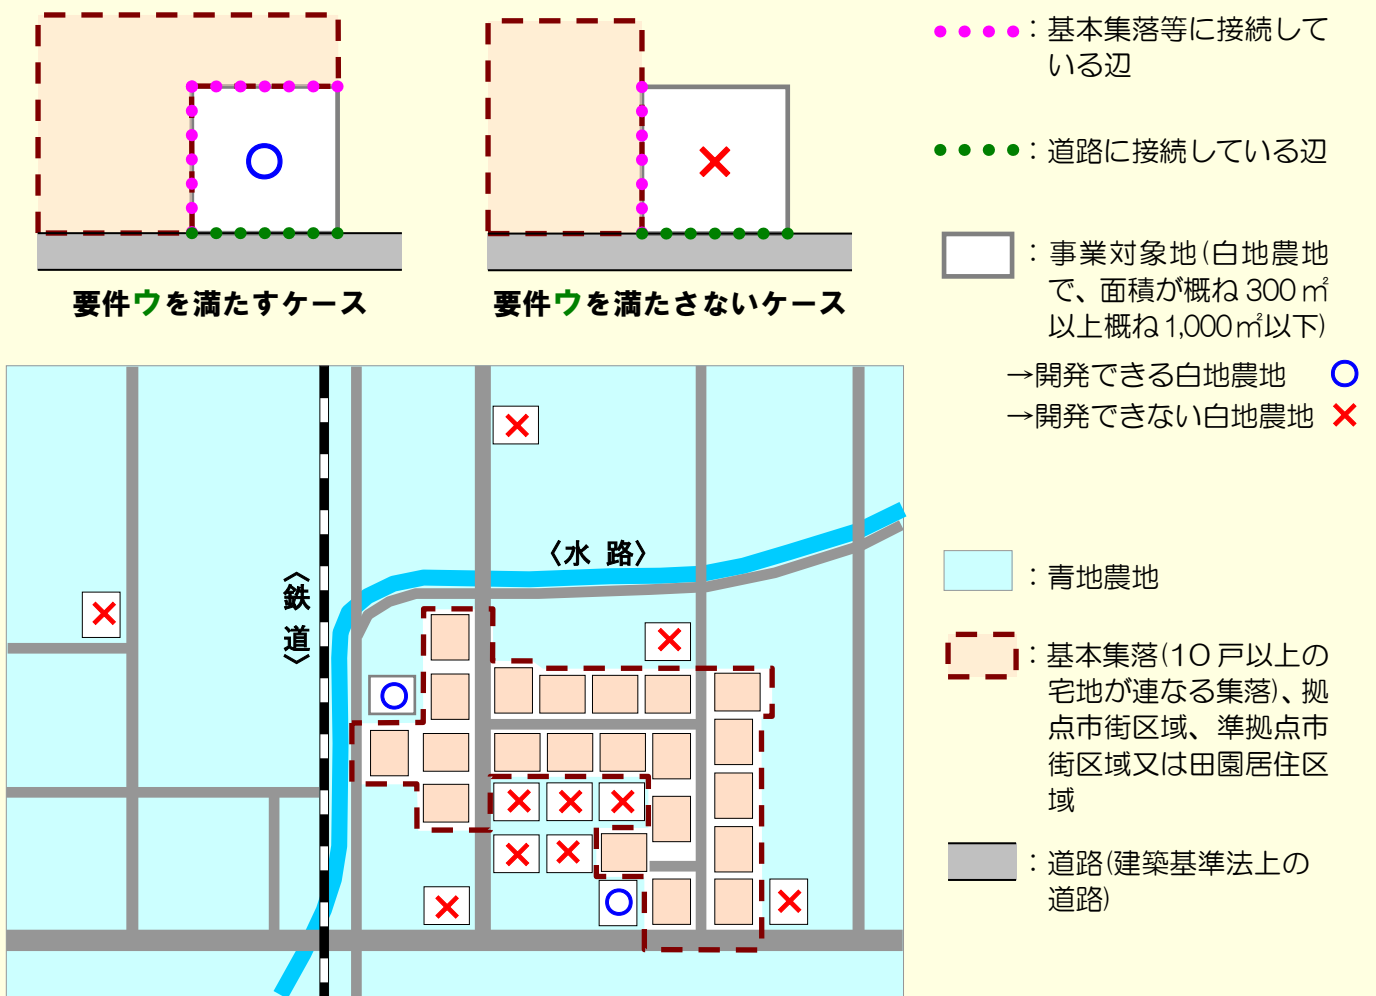 ：基本集落等に接続して
いる辺
：道路に接続している辺
：事業対象地(白地農地
で、面積が概ね300㎡
以上概ね1,000㎡以下)
→開発できる白地農地
→開発できない白地農地
要件ウを満たすケース
要件ウを満たさないケース
〈水 路〉
〈鉄 道〉
：青地農地
：基本集落(10戸以上の
宅地が連なる集落)、拠
点市街区域、準拠点市
街区域又は田園居住区
域
：道路(建築基準法上の
道路)